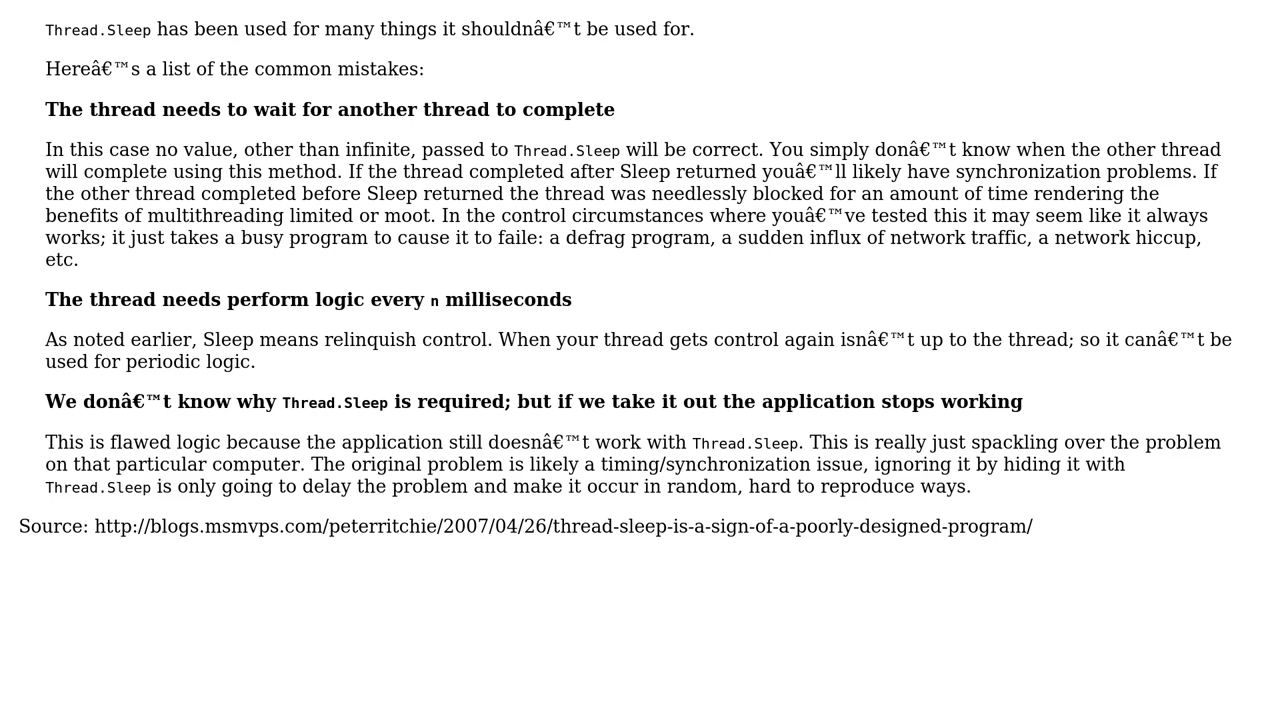 Thread.Sleep has been used for many things it shouldnâ€™t be used for.
Hereâ€™s a list of the common mistakes:
The thread needs to wait for another thread to complete
In this case no value, other than infinite, passed to Thread.Sleep will be correct. You simply donâ€™t know when the other thread
will complete using this method. If the thread completed after Sleep returned youâ€™ll likely have synchronization problems. If
the other thread completed before Sleep returned the thread was needlessly blocked for an amount of time rendering the
benefits of multithreading limited or moot. In the control circumstances where youâ€™ve tested this it may seem like it always
works; it just takes a busy program to cause it to faile: a defrag program, a sudden influx of network traffic, a network hiccup,
etc.
The thread needs perform logic every n milliseconds
As noted earlier, Sleep means relinquish control. When your thread gets control again isnâ€™t up to the thread; so it canâ€™t be
used for periodic logic.
We donâ€™t know why Thread.Sleep is required; but if we take it out the application stops working
This is flawed logic because the application still doesnâ€™t work with Thread.Sleep. This is really just spackling over the problem
on that particular computer. The original problem is likely a timing/synchronization issue, ignoring it by hiding it with
Thread.Sleep is only going to delay the problem and make it occur in random, hard to reproduce ways.
Source: http://blogs.msmvps.com/peterritchie/2007/04/26/thread-sleep-is-a-sign-of-a-poorly-designed-program/